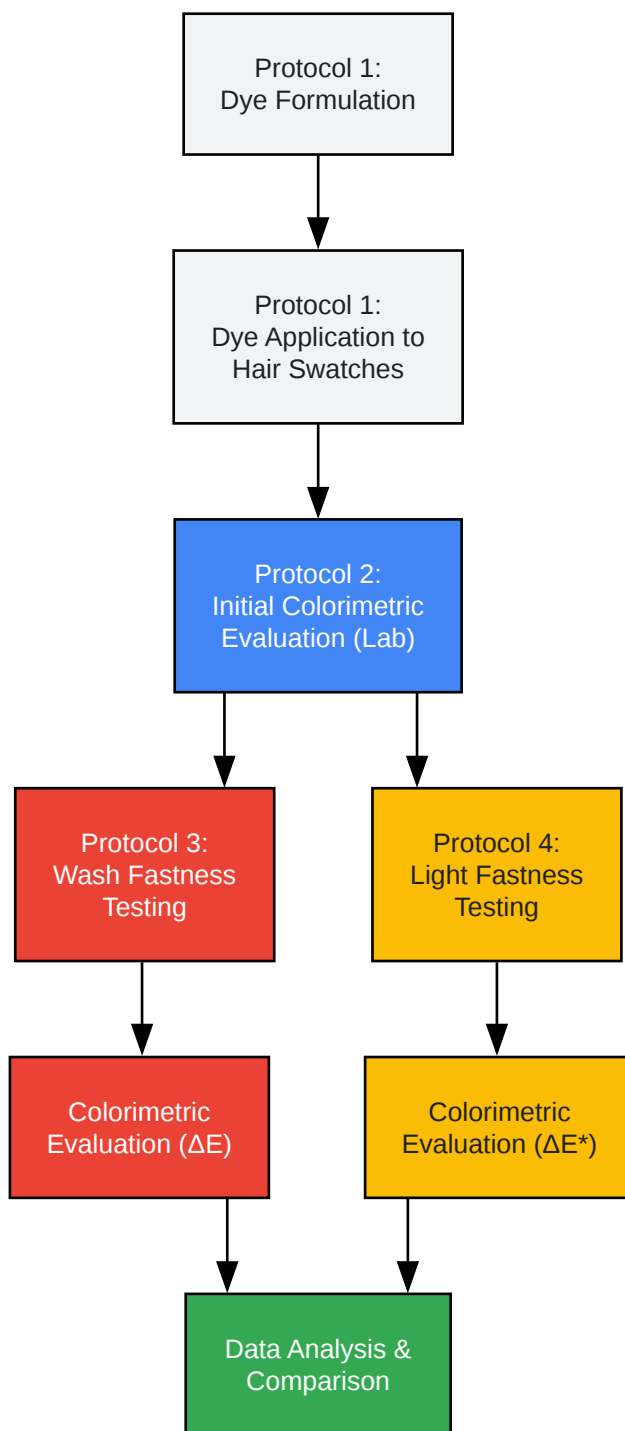 Protocol 1:
Dye Formulation
Protocol 1:
Dye Application to
Hair Swatches
Protocol 2:
Initial Colorimetric
Evaluation (Lab)
Protocol 3:
Wash Fastness
Testing
Protocol 4:
Light Fastness
Testing
Colorimetric
Evaluation (ΔE)
Colorimetric
Evaluation (ΔE*)
Data Analysis &
Comparison